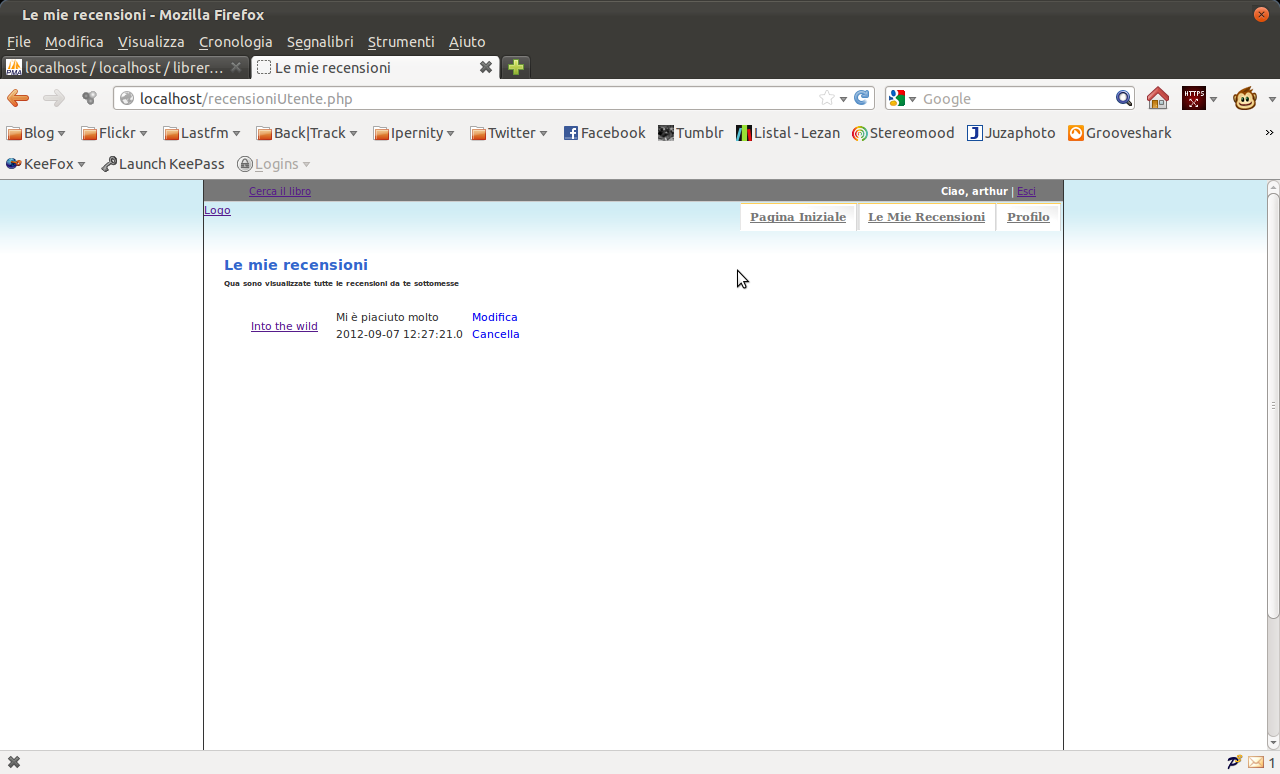 Le mie recensioni - Mozilla Firefox
File Modifica Visualizza Cronologia Segnalibri Strumenti Aiuto
PMA localhost / localhost / librer... Le mie recensioni
localhost/recensioniUtente.php Google HTTPS
Blog Flickr Lastfm Back|Track Ipernity Twitter Facebook Tumblr Listal - Lezan Stereomood Juzaphoto Grooveshark »
KeeFox Launch KeePass Logins
Cerca il libro Ciao, arthur | Esci
Logo Pagina Iniziale Le Mie Recensioni Profilo
Le mie recensioni
Qua sono visualizzate tutte le recensioni da te sottomesse
Mi è piaciuto molto Modifica
Into the wild
2012-09-07 12:27:21.0 Cancella
1